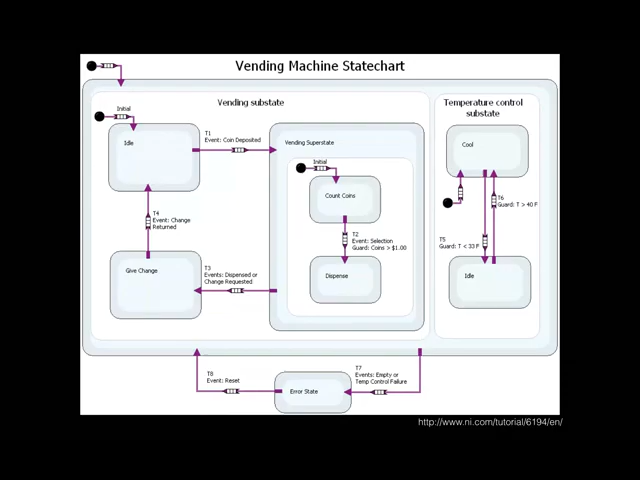 Vending Machine Statechart
Vending substate
Temperature control
substate
Initial
Idle
T1
Event: Coin Deposited
Vending Superstate
Initial
Count Coins
T2
Event: Selection
Guard: Coins > $1.00
Dispense
T4
Event: Change
Returned
Give Change
T3
Events: Dispensed or
Change Requested
Cool
T6
Guard: T > 40 F
T5
Guard: T < 33 F
Idle
T8
Event: Reset
Error State
T7
Events: Empty or
Temp Control Failure
http://www.ni.com/tutorial/6194/en/